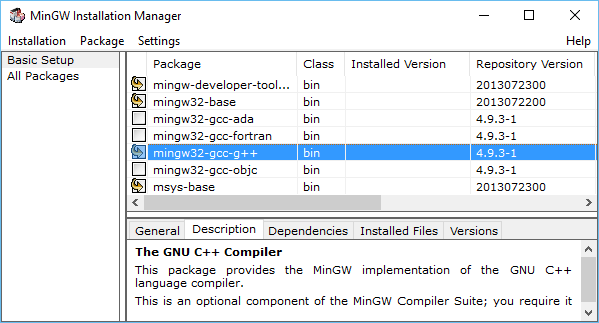 MinGW Installation Manager
Installation Package Settings Help
Basic Setup
All Packages
Package Class Installed Version Repository Version
mingw-developer-tool... bin 2013072300
mingw32-base bin 2013072200
mingw32-gcc-ada bin 4.9.3-1
mingw32-gcc-fortran bin 4.9.3-1
mingw32-gcc-g++ bin 4.9.3-1
mingw32-gcc-objc bin 4.9.3-1
msys-base bin 2013072300
General Description Dependencies Installed Files Versions
The GNU C++ Compiler
This package provides the MinGW implementation of the GNU C++
language compiler.
This is an optional component of the MinGW Compiler Suite; you require it